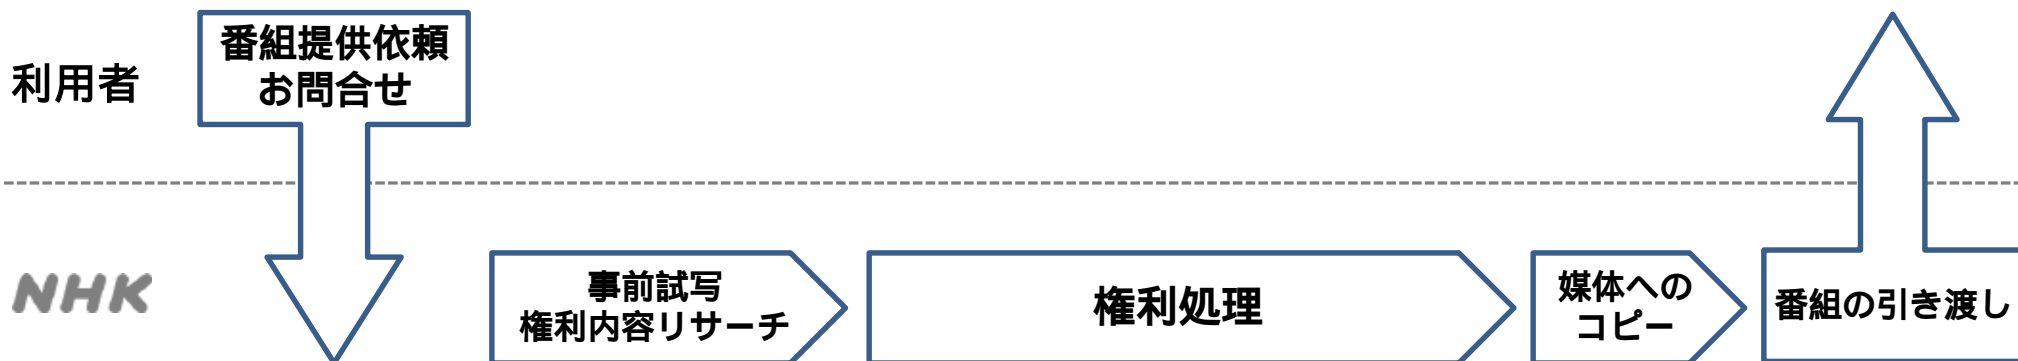 利用者
番組提供依頼
お問合せ
NHK
事前試写
権利内容リサーチ
権利処理
媒体への
コピー
番組の引き渡し